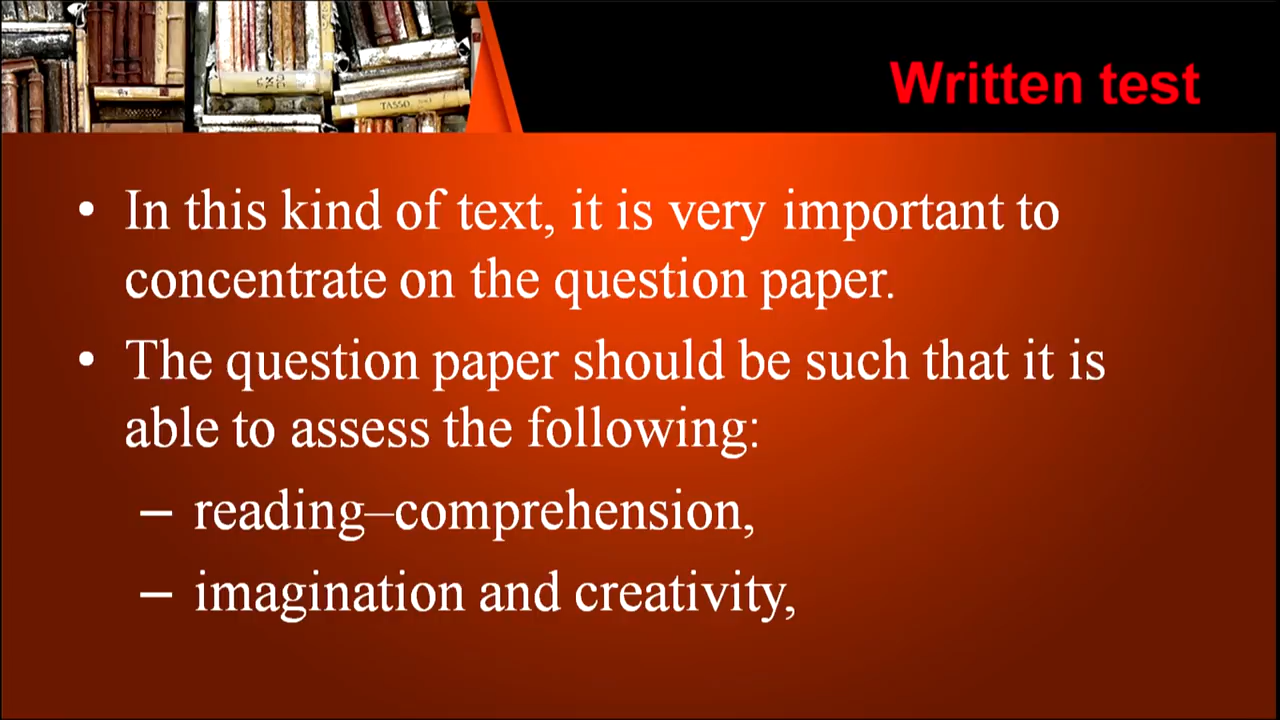 Written test
• In this kind of text, it is very important to
concentrate on the question paper.
• The question paper should be such that it is
able to assess the following:
– reading–comprehension,
– imagination and creativity,
TASSO